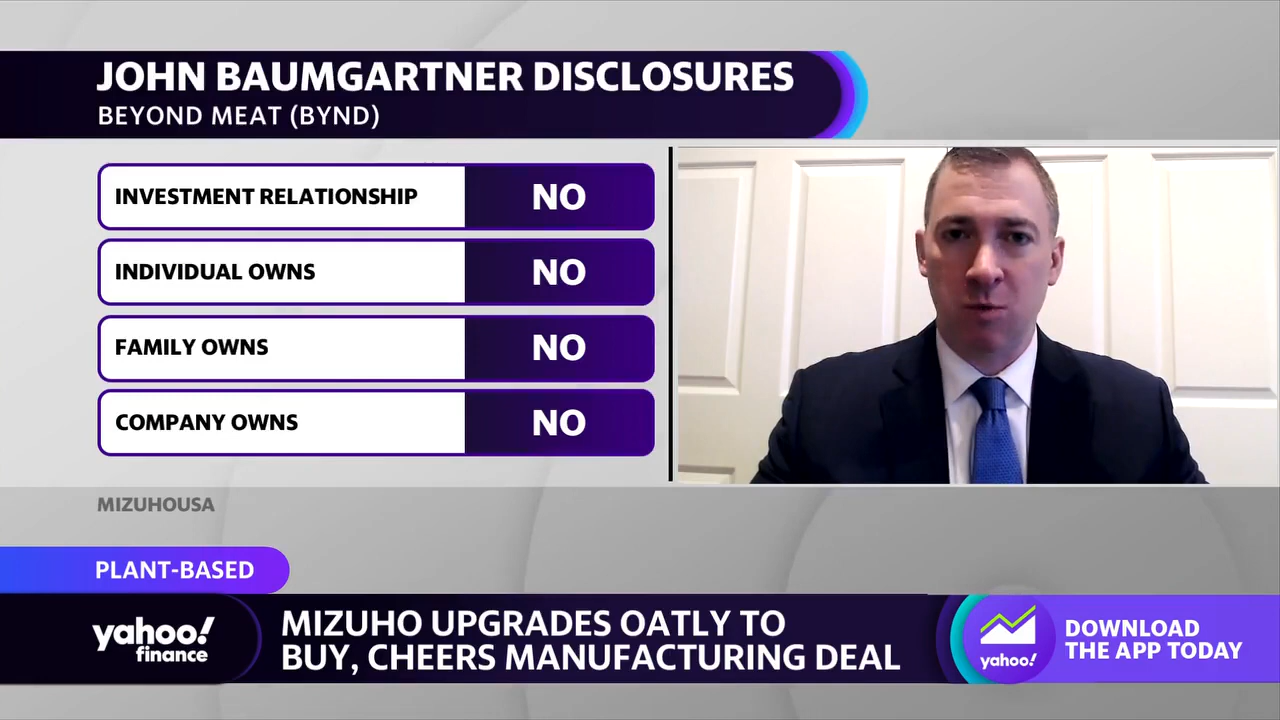 JOHN BAUMGARTNER DISCLOSURES
BEYOND MEAT (BYND)
INVESTMENT RELATIONSHIP NO
INDIVIDUAL OWNS NO
FAMILY OWNS NO
COMPANY OWNS NO
MIZUHOUSA
PLANT-BASED
yahoo!
finance
MIZUHO UPGRADES OATLY TO
BUY, CHEERS MANUFACTURING DEAL
yahoo!
DOWNLOAD
THE APP TODAY